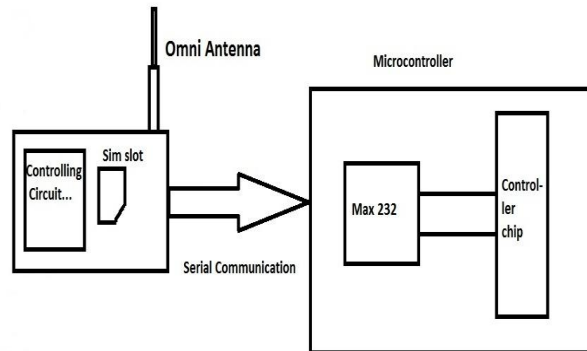 Omni Antenna
Microcontroller
Controlling
Circuit...
Sim slot
Max 232
Control-
ler
chip
Serial Communication